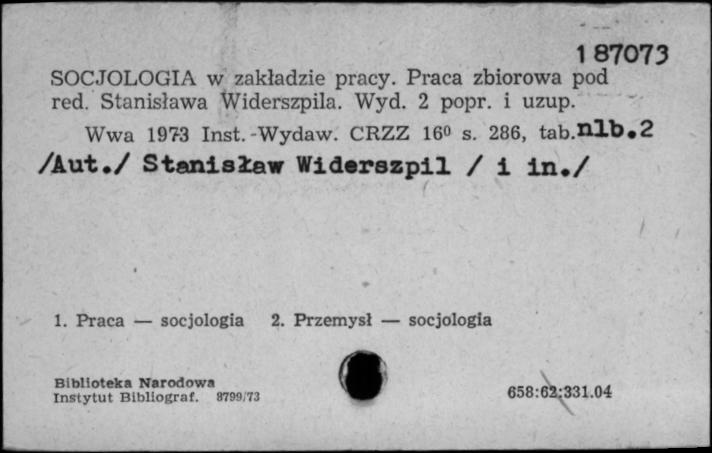 187073
SOCJOLOGIA w zakładzie pracy. Praca zbiorowa pod
red. Stanisława Widerszpila. Wyd. 2 popr. i uzup.
Wwa 1973 Inst. Wydaw. CRZZ 16⁰ s. 286, tab.nlb.2
/Aut./ Stanisław Widerszpil / i in./
1. Praca — socjologia 2. Przemysł — socjologia
Biblioteka Narodowa
Instytut Bibliograf. 8799/73
658:62:331.04